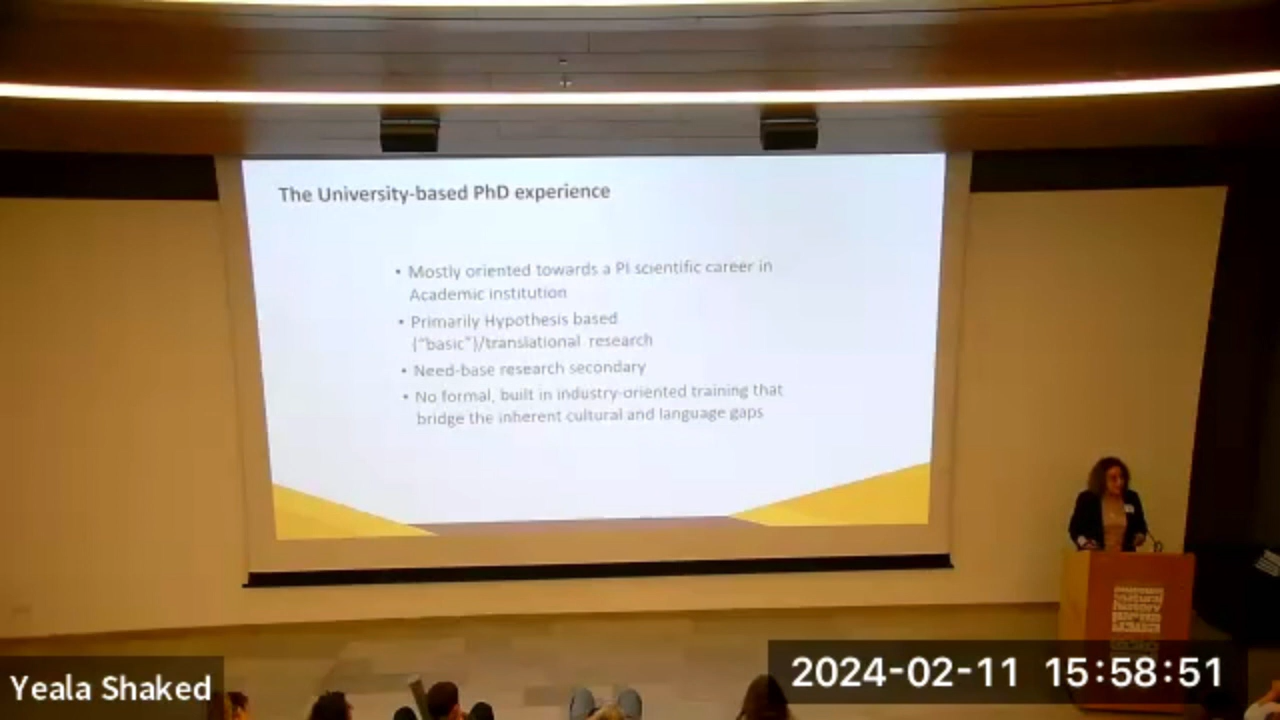 The University-based PhD experience
• Mostly oriented towards a PI scientific career in
Academic institution
• Primarily Hypothesis based
{"basic"}/translational research
• Need-base research secondary
• No formal, built in industry-oriented training that
bridge the inherent cultural and language gaps
natural
history
Yeala Shaked
2024-02-11 15:58:51